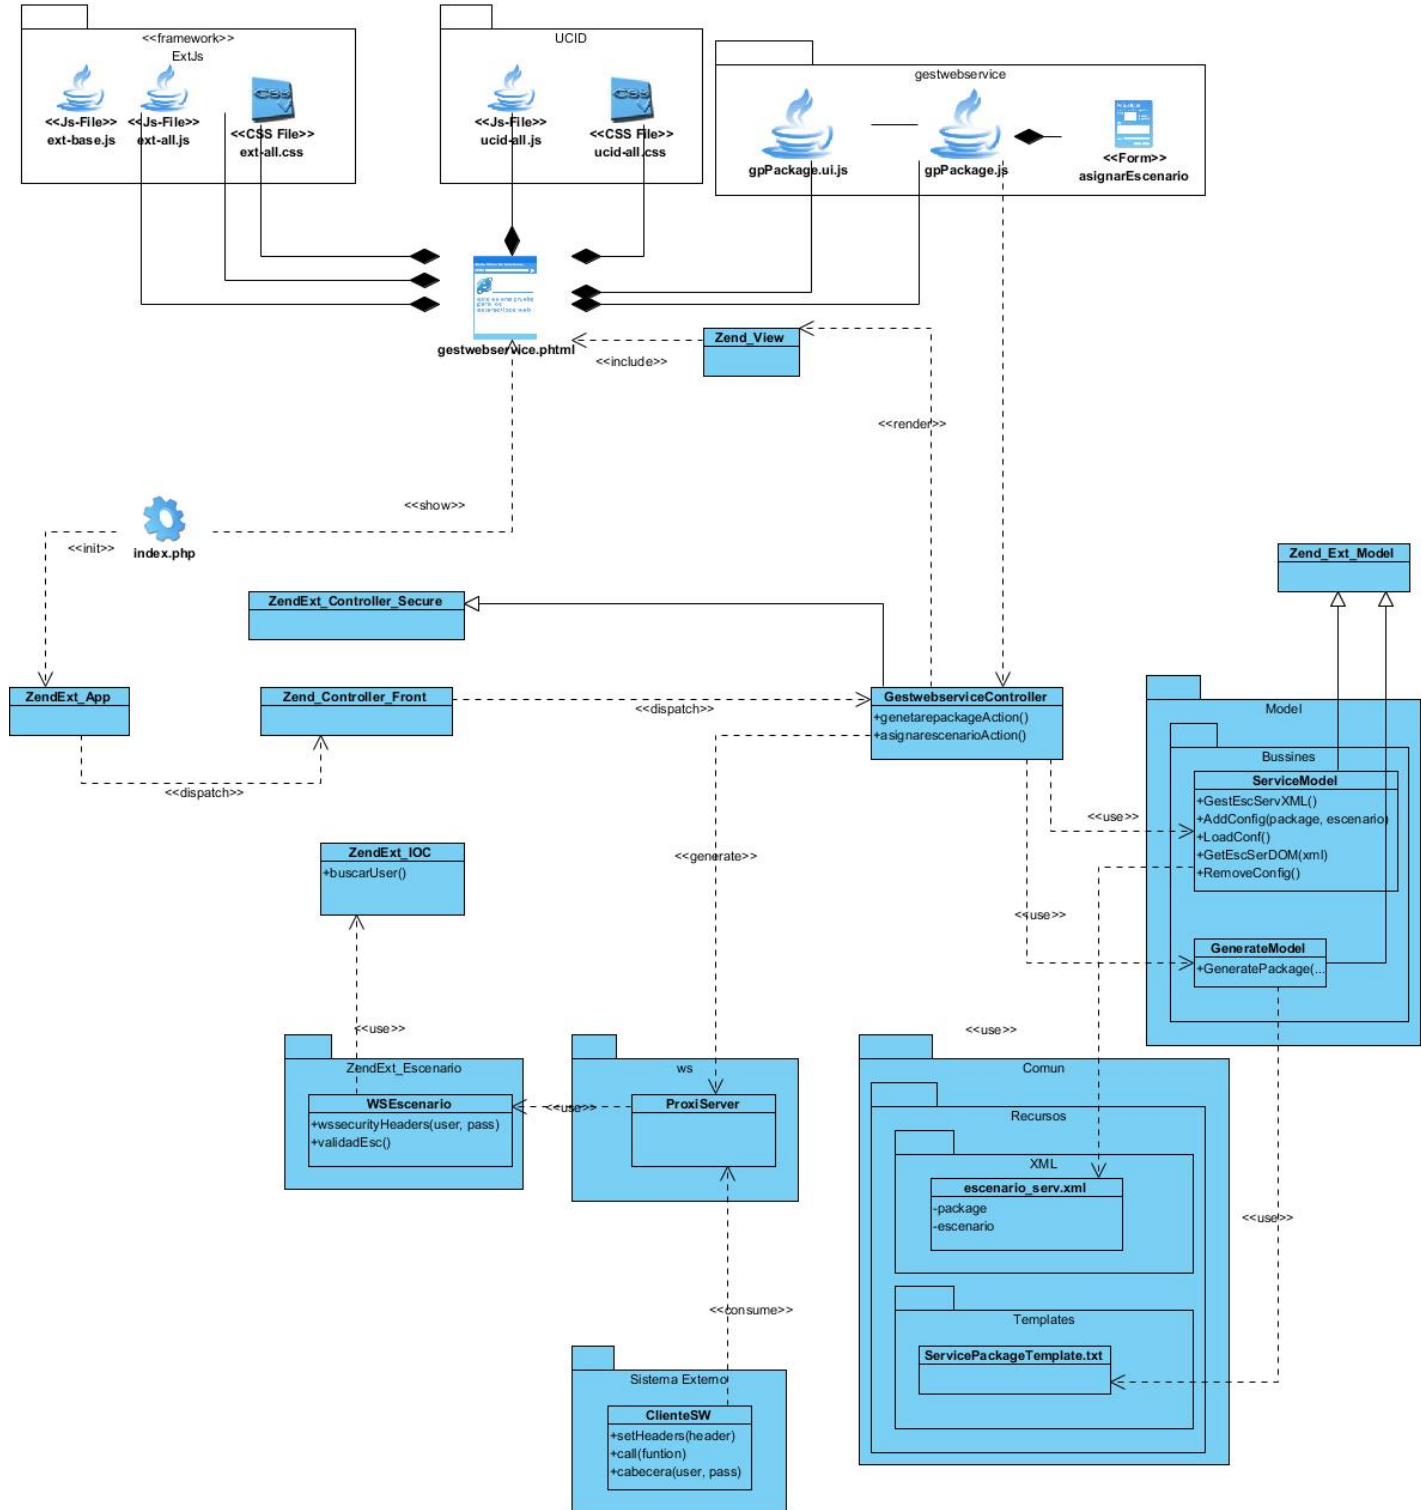 <<framework>>
ExtJs
<<Js-File>>
ext-base.js
<<Js-File>>
ext-all.js
<<CSS File>>
ext-all.css
UCID
<<Js-File>>
ucid-all.js
<<CSS File>>
ucid-all.css
gestwebservice
gpPackage.ui.js
gpPackage.js
<<Form>>
asignarEscenario
gestwebservice.phtml
<<include>>
Zend_View
<<render>>
<<show>>
<<init>>
index.php
Zend_Ext_Model
ZendExt_Controller_Secure
ZendExt_App
Zend_Controller_Front
<<dispatch>>
<<dispatch>>
GestwebserviceController
+genetarepackageAction()
+asignarescenarioAction()
Model
Bussines
ServiceModel
+GestEscServXML()
+AddConfig(package, escenario)
+LoadConf()
+GetEscSerDOM(xml)
+RemoveConfig()
<<use>>
<<generate>>
ZendExt_IOC
+buscarUser()
<<use>>
GenerateModel
+GeneratePackage(...
<<use>>
<<use>>
ZendExt_Escenario
WSEscenario
+wssecurityHeaders(user, pass)
+validadEsc()
<<use>>
ws
ProxiServer
Comun
Recursos
XML
escenario_serv.xml
-package
-escenario
<<use>>
Templates
ServicePackageTemplate.txt
<<consume>>
Sistema Externo
ClienteSW
+setHeaders(header)
+call(funtion)
+cabecera(user, pass)